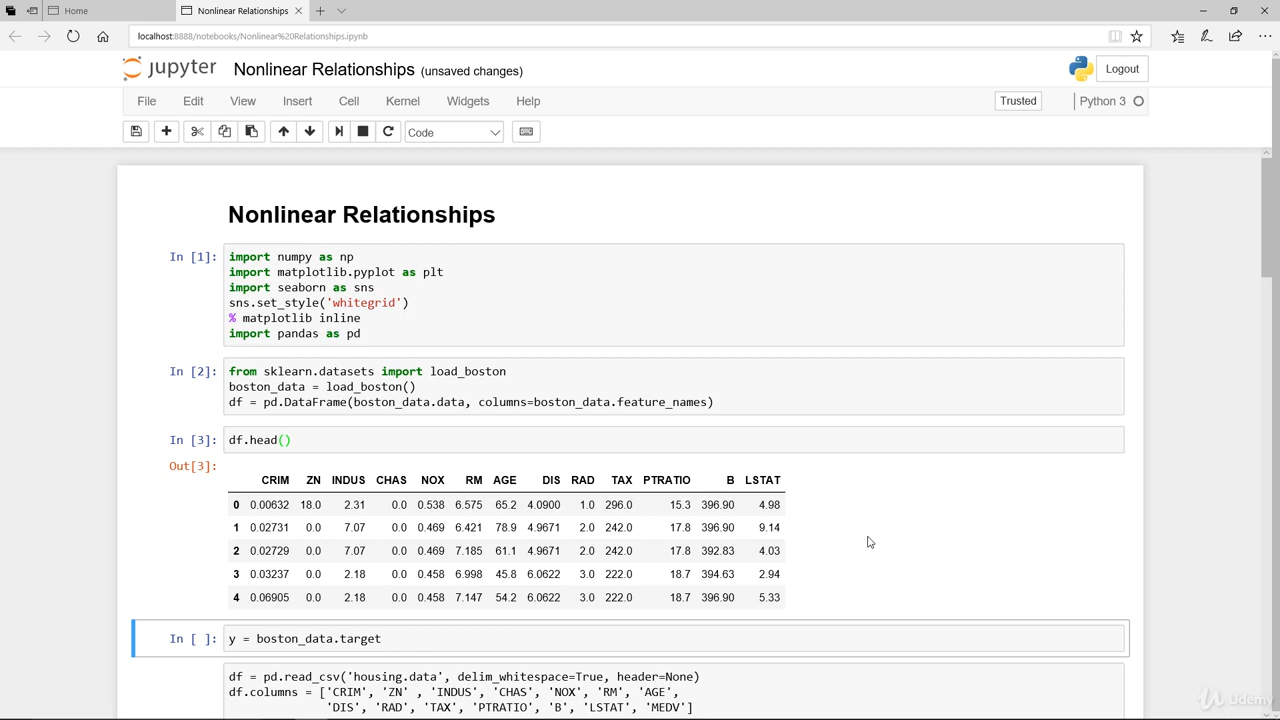 Home
Nonlinear Relationships
localhost:8888/notebooks/Nonlinear%20Relationships.ipynb
jupyter Nonlinear Relationships (unsaved changes)
Logout
File Edit View Insert Cell Kernel Widgets Help
Trusted Python 3
Code
Nonlinear Relationships
In [1]: import numpy as np
import matplotlib.pyplot as plt
import seaborn as sns
sns.set_style('whitegrid')
% matplotlib inline
import pandas as pd
In [2]: from sklearn.datasets import load_boston
boston_data = load_boston()
df = pd.DataFrame(boston_data.data, columns=boston_data.feature_names)
In [3]: df.head()
Out[3]:
CRIM ZN INDUS CHAS NOX RM AGE DIS RAD TAX PTRATIO B LSTAT
0 0.00632 18.0 2.31 0.0 0.538 6.575 65.2 4.0900 1.0 296.0 15.3 396.90 4.98
1 0.02731 0.0 7.07 0.0 0.469 6.421 78.9 4.9671 2.0 242.0 17.8 396.90 9.14
2 0.02729 0.0 7.07 0.0 0.469 7.185 61.1 4.9671 2.0 242.0 17.8 392.83 4.03
3 0.03237 0.0 2.18 0.0 0.458 6.998 45.8 6.0622 3.0 222.0 18.7 394.63 2.94
4 0.06905 0.0 2.18 0.0 0.458 7.147 54.2 6.0622 3.0 222.0 18.7 396.90 5.33
In [ ]: y = boston_data.target
df = pd.read_csv('housing.data', delim_whitespace=True, header=None)
df.columns = ['CRIM', 'ZN' , 'INDUS', 'CHAS', 'NOX', 'RM', 'AGE',
'DIS', 'RAD', 'TAX', 'PTRATIO', 'B', 'LSTAT', 'MEDV']
Udemy